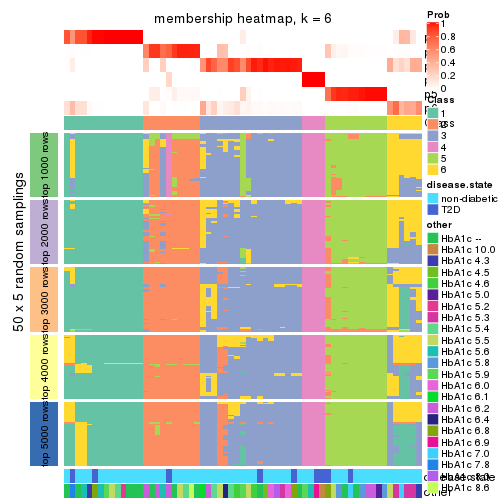 membership heatmap, k = 6
50 x 5 random samplings
top 1000 rows
top 2000 rows
top 3000 rows
top 4000 rows
top 5000 rows
Prob
1
0.8
0.6
0.4
0.2
0
Class
1
2
3
4
5
6
disease.state
non-diabetic
T2D
other
HbA1c --
HbA1c 10.0
HbA1c 4.3
HbA1c 4.5
HbA1c 4.6
HbA1c 5.0
HbA1c 5.2
HbA1c 5.3
HbA1c 5.4
HbA1c 5.5
HbA1c 5.6
HbA1c 5.8
HbA1c 5.9
HbA1c 6.0
HbA1c 6.1
HbA1c 6.2
HbA1c 6.4
HbA1c 6.8
HbA1c 6.9
HbA1c 7.0
HbA1c 7.8
HbA1c 8.6
disease.state
other